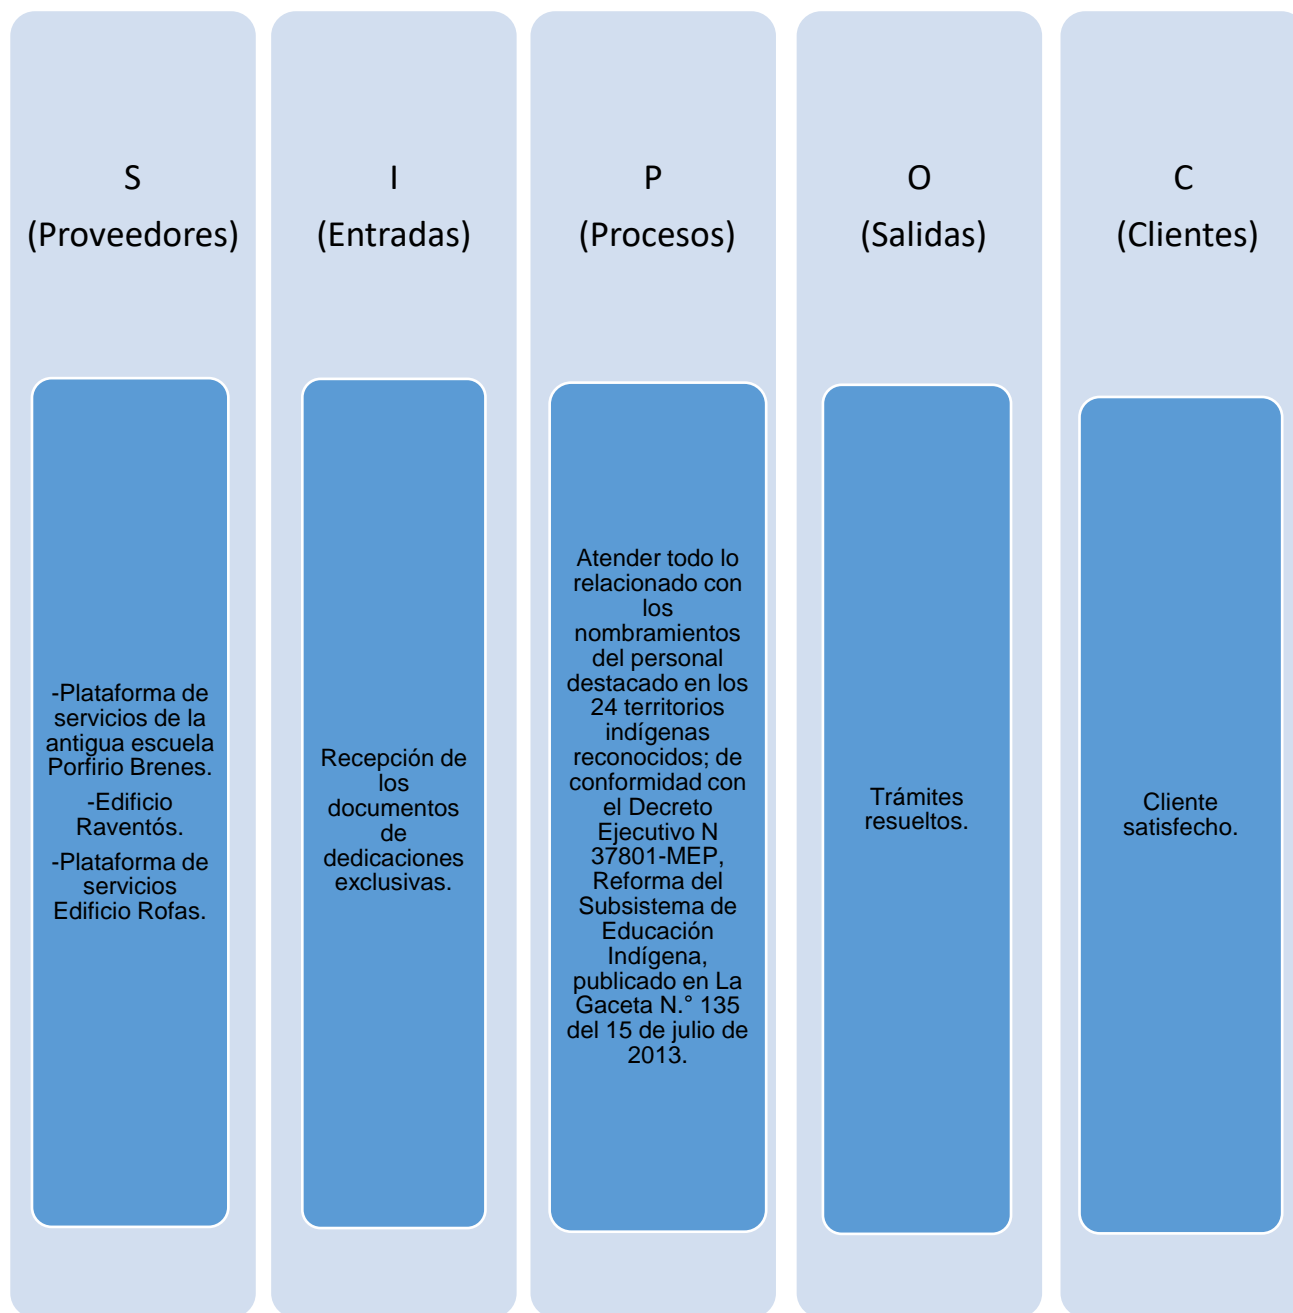 S
(Proveedores)
-Plataforma de
servicios de la
antigua escuela
Porfirio Brenes.
-Edificio
Raventós.
-Plataforma de
servicios
Edificio Rofas.
I
(Entradas)
Recepción de
los
documentos
de
dedicaciones
exclusivas.
P
(Procesos)
Atender todo lo
relacionado con
los
nombramientos
del personal
destacado en los
24 territorios
indígenas
reconocidos; de
conformidad con
el Decreto
Ejecutivo N
37801-MEP,
Reforma del
Subsistema de
Educación
Indígena,
publicado en La
Gaceta N.° 135
del 15 de julio de
2013.
O
(Salidas)
Trámites
resueltos.
C
(Clientes)
Cliente
satisfecho.